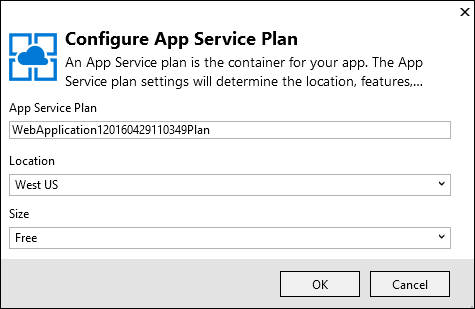 Configure App Service Plan
An App Service plan is the container for your app. The App
Service plan settings will determine the location, features,...
App Service Plan
WebApplication120160429110349Plan
Location
West US
Size
Free
OK Cancel